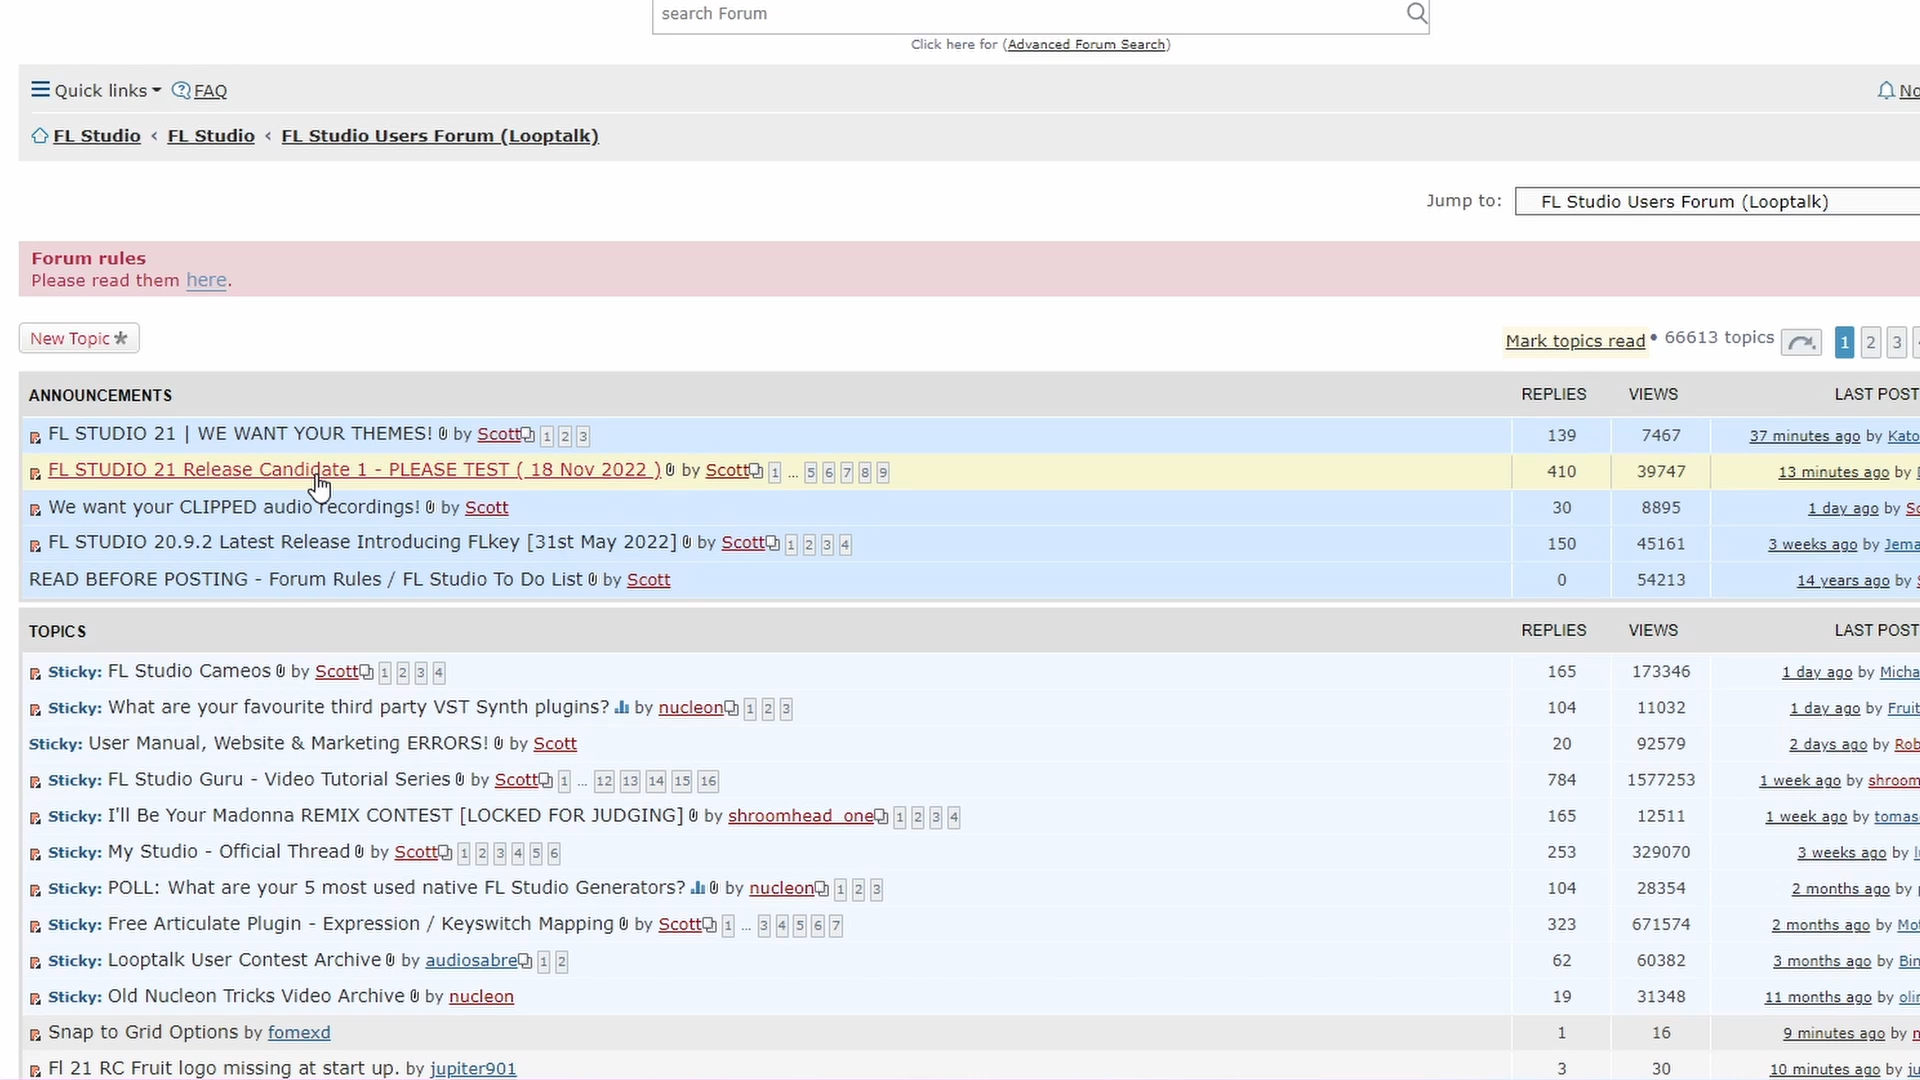 search Forum
Click here for (Advanced Forum Search)
Quick links FAQ
FL Studio ‹ FL Studio ‹ FL Studio Users Forum (Looptalk)
Jump to: FL Studio Users Forum (Looptalk)
Forum rules
Please read them here.
New Topic
Mark topics read • 66613 topics 1 2 3
ANNOUNCEMENTS REPLIES VIEWS LAST POST
FL STUDIO 21 | WE WANT YOUR THEMES! by Scott 1 2 3 139 7467 37 minutes ago by Kato
FL STUDIO 21 Release Candidate 1 - PLEASE TEST ( 18 Nov 2022 ) by Scott 1 ... 5 6 7 8 9 410 39747 13 minutes ago by
We want your CLIPPED audio recordings! by Scott 30 8895 1 day ago by
FL STUDIO 20.9.2 Latest Release Introducing FLkey [31st May 2022] by Scott 1 2 3 4 150 45161 3 weeks ago by Jema
READ BEFORE POSTING - Forum Rules / FL Studio To Do List by Scott 0 54213 14 years ago by
TOPICS REPLIES VIEWS LAST POST
Sticky: FL Studio Cameos by Scott 1 2 3 4 165 173346 1 day ago by Micha
Sticky: What are your favourite third party VST Synth plugins? by nucleon 1 2 3 104 11032 1 day ago by Fruit
Sticky: User Manual, Website & Marketing ERRORS! by Scott 20 92579 2 days ago by Rob
Sticky: FL Studio Guru - Video Tutorial Series by Scott 1 ... 12 13 14 15 16 784 1577253 1 week ago by shroom
Sticky: I'll Be Your Madonna REMIX CONTEST [LOCKED FOR JUDGING] by shroomhead_one 1 2 3 4 165 12511 1 week ago by tomas
Sticky: My Studio - Official Thread by Scott 1 2 3 4 5 6 253 329070 3 weeks ago by
Sticky: POLL: What are your 5 most used native FL Studio Generators? by nucleon 1 2 3 104 28354 2 months ago by
Sticky: Free Articulate Plugin - Expression / Keyswitch Mapping by Scott 1 ... 3 4 5 6 7 323 671574 2 months ago by
Sticky: Looptalk User Contest Archive by audiosabre 1 2 62 60382 3 months ago by Bin
Sticky: Old Nucleon Tricks Video Archive by nucleon 19 31348 11 months ago by
Snap to Grid Options by fomexd 1 16 9 minutes ago by
Fl 21 RC Fruit logo missing at start up. by jupiter901 3 30 10 minutes ago by